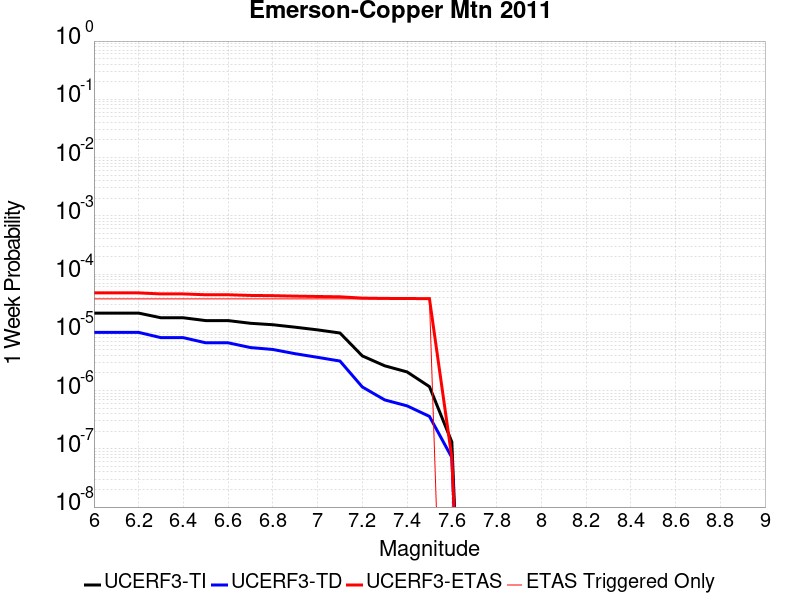 Emerson-Copper Mtn 2011
10^0
10^-1
10^-2
10^-3
10^-4
10^-5
10^-6
10^-7
10^-8
1 Week Probability
6 6.2 6.4 6.6 6.8 7 7.2 7.4 7.6 7.8 8 8.2 8.4 8.6 8.8 9
Magnitude
UCERF3-TI UCERF3-TD UCERF3-ETAS ETAS Triggered Only